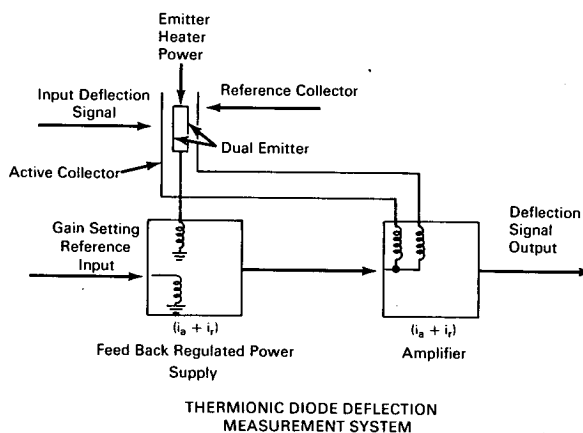 Emitter
Heater
Power
Input Deflection
Signal
Reference Collector
Dual Emitter
Active Collector
Gain Setting
Reference
Input
Deflection
Signal
Output
(ia + ir)
Feed Back Regulated Power
Supply
(ia + ir)
Amplifier
THERMIONIC DIODE DEFLECTION
MEASUREMENT SYSTEM